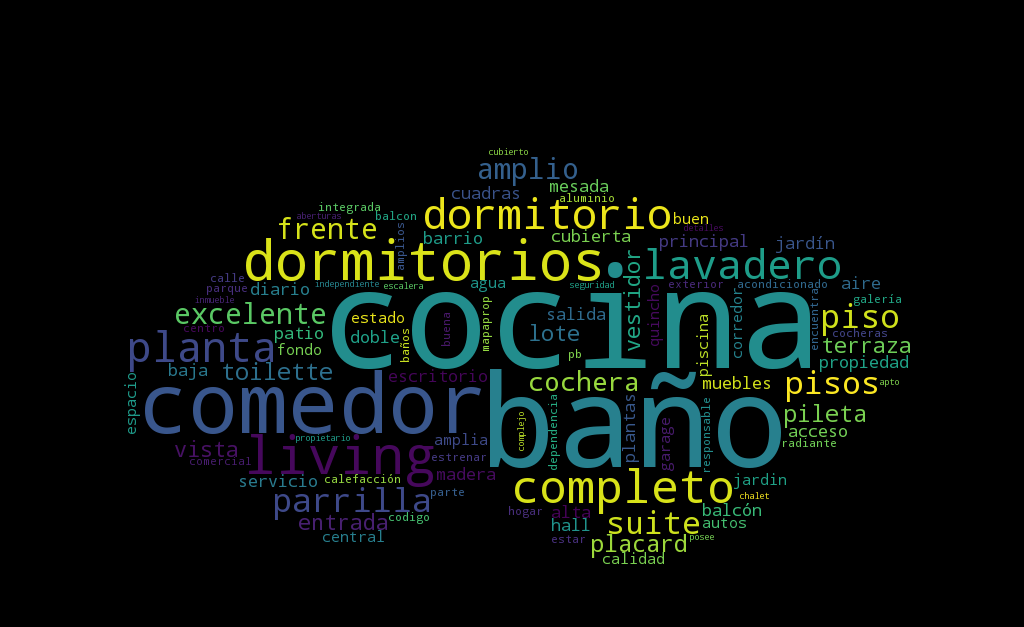 cubierto
amplio
cuadras
mesada
aluminio
integrada
aberturas
balcon
dormitorio
buen
detalles
frente
amplios
barrio
cubierta
principal
jardín
dormitorios
lavadero
calle
parque
diario
independiente
escalera
agua
seguridad
vestidor
quincho
exterior
acondicionado
aire
inmueble
excelente
estado
cocina
galería
centro
patio
doble
baños
buena
mapaprop
salida
lote
piscina
corredor
encuentra
piso
cocheras
planta
fondo
pb
terraza
baja
toilette
escritorio
cochera
muebles
propiedad
espacio
comedor
baño
pisos
apto
complejo
dependencia
plantas
garage
responsable
pileta
acceso
radiante
vista
comercial
propietario
living
amplia
estrenar
madera
servicio
calefacción
completo
jardin
parrilla
parte
chalet
entrada
codigo
hogar
alta
suite
balcón
autos
central
hall
estar
placard
posee
calidad